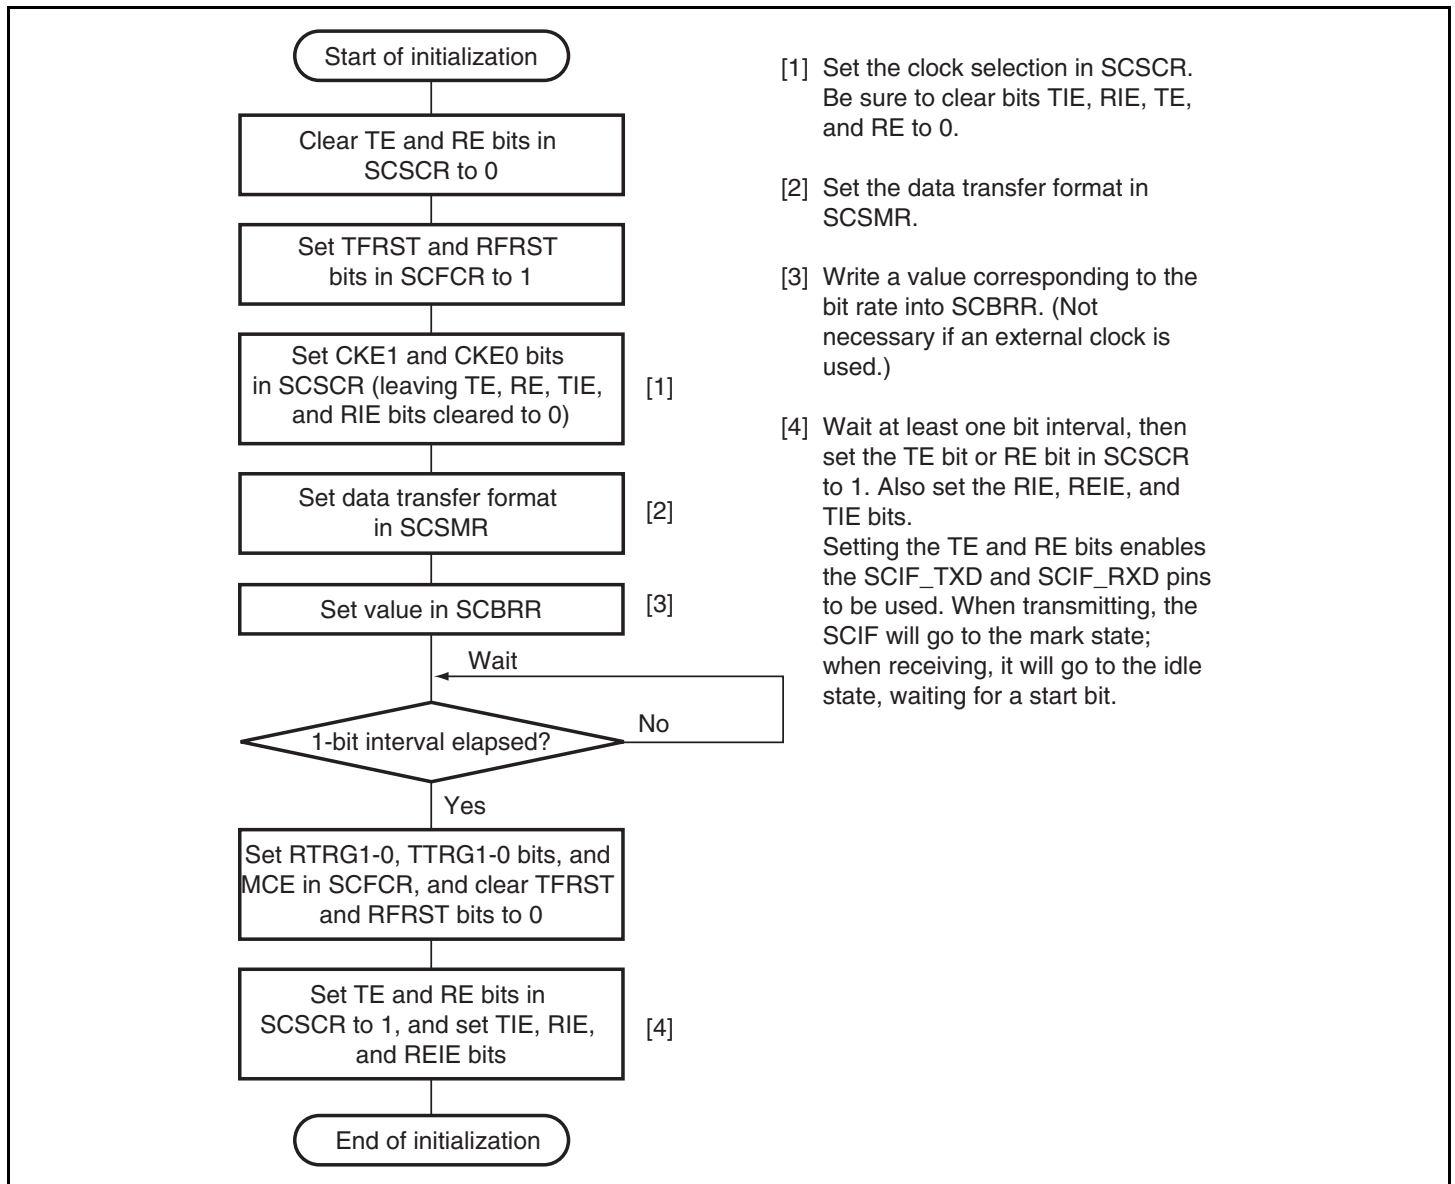 Start of initialization
Clear TE and RE bits in
SCSCR to 0
Set TFRST and RFRST
bits in SCFCR to 1
Set CKE1 and CKE0 bits
in SCSCR (leaving TE, RE, TIE,
and RIE bits cleared to 0)
[1]
Set data transfer format
in SCSMR
[2]
Set value in SCBRR
[3]
Wait
1-bit interval elapsed?
No
Yes
Set RTRG1-0, TTRG1-0 bits, and
MCE in SCFCR, and clear TFRST
and RFRST bits to 0
Set TE and RE bits in
SCSCR to 1, and set TIE, RIE,
and REIE bits
[4]
End of initialization
[1] Set the clock selection in SCSCR.
Be sure to clear bits TIE, RIE, TE,
and RE to 0.
[2] Set the data transfer format in
SCSMR.
[3] Write a value corresponding to the
bit rate into SCBRR. (Not
necessary if an external clock is
used.)
[4] Wait at least one bit interval, then
set the TE bit or RE bit in SCSCR
to 1. Also set the RIE, REIE, and
TIE bits.
Setting the TE and RE bits enables
the SCIF_TXD and SCIF_RXD pins
to be used. When transmitting, the
SCIF will go to the mark state;
when receiving, it will go to the idle
state, waiting for a start bit.